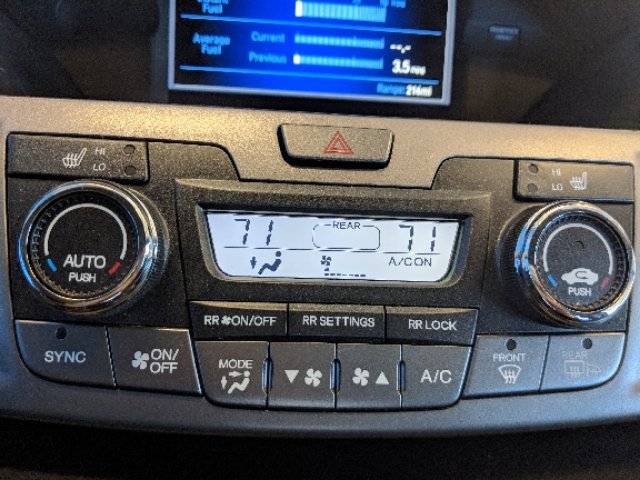 Fuel
Average
Fuel
Current
Previous
3.5
Range: 214mi
HI
LO
HI
LO
AUTO
PUSH
71
REAR
71
A/C ON
PUSH
RR ON/OFF
RR SETTINGS
RR LOCK
SYNC
ON/
OFF
MODE
A/C
FRONT
REAR